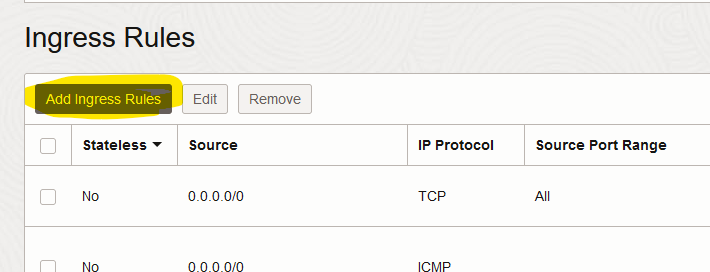 Ingress Rules
Add Ingress Rules Edit Remove
Stateless Source IP Protocol Source Port Range
No 0.0.0.0/0 TCP All
No 0.0.0.0/0 ICMP